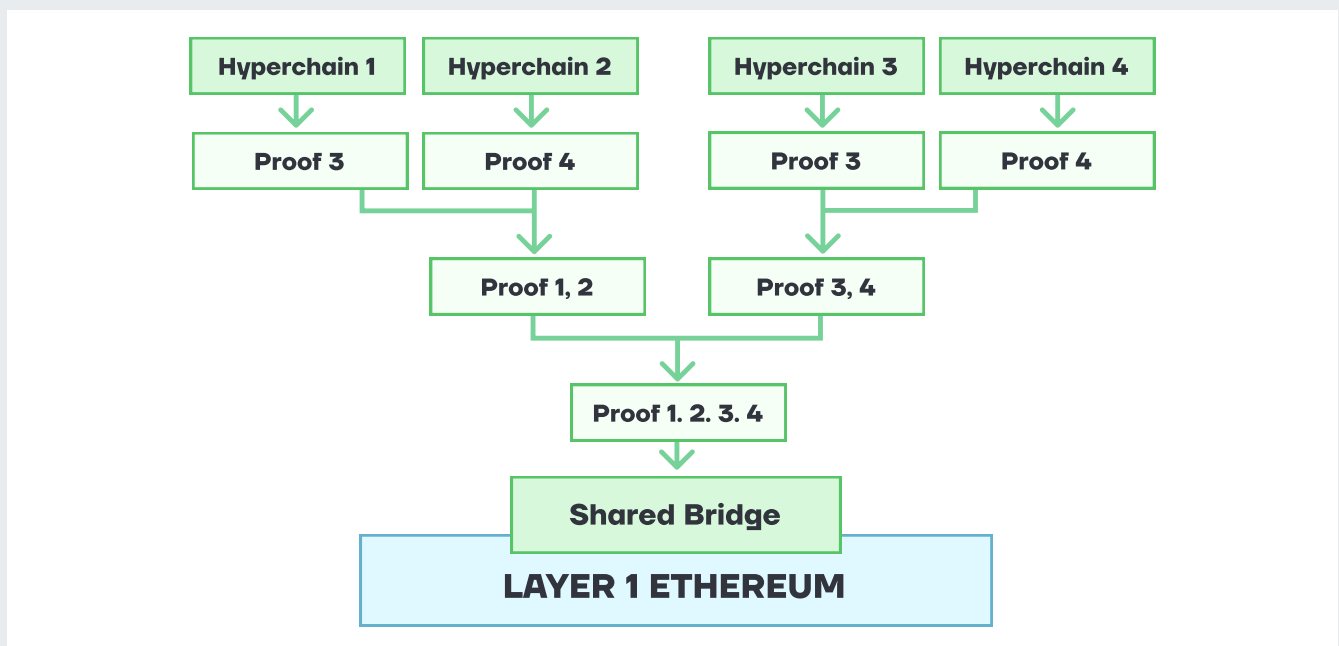 Hyperchain 1
Hyperchain 2
Hyperchain 3
Hyperchain 4
Proof 3
Proof 4
Proof 3
Proof 4
Proof 1, 2
Proof 3, 4
Proof 1. 2. 3. 4
Shared Bridge
LAYER 1 ETHEREUM